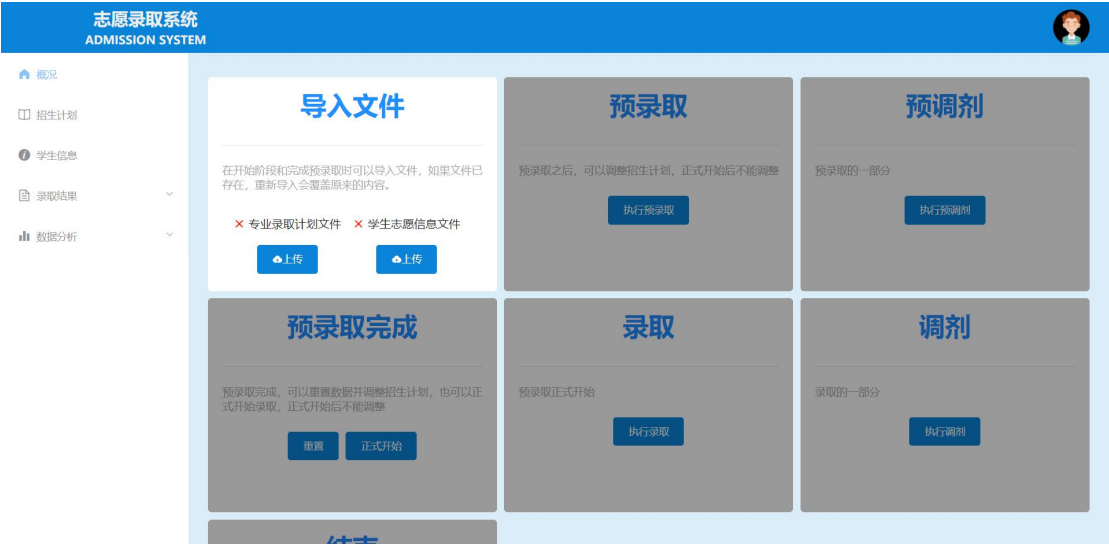 志愿录取系统
ADMISSION SYSTEM
概况
招生计划
学生信息
录取结果
数据分析
导入文件
在开始阶段和完成预录取时可以导入文件，如果文件已
存在，重新导入会覆盖原来的内容。
× 专业录取计划文件 × 学生志愿信息文件
上传 上传
预录取
预录取之后，可以调整招生计划，正式开始后不能调整
执行预录取
预调剂
预录取的一部分
执行预调剂
预录取完成
预录取完成，可以重置数据并调整招生计划，也可以正
式开始录取，正式开始后不能调整
重置 正式开始
录取
预录取正式开始
执行录取
调剂
录取的一部分
执行调剂
结束